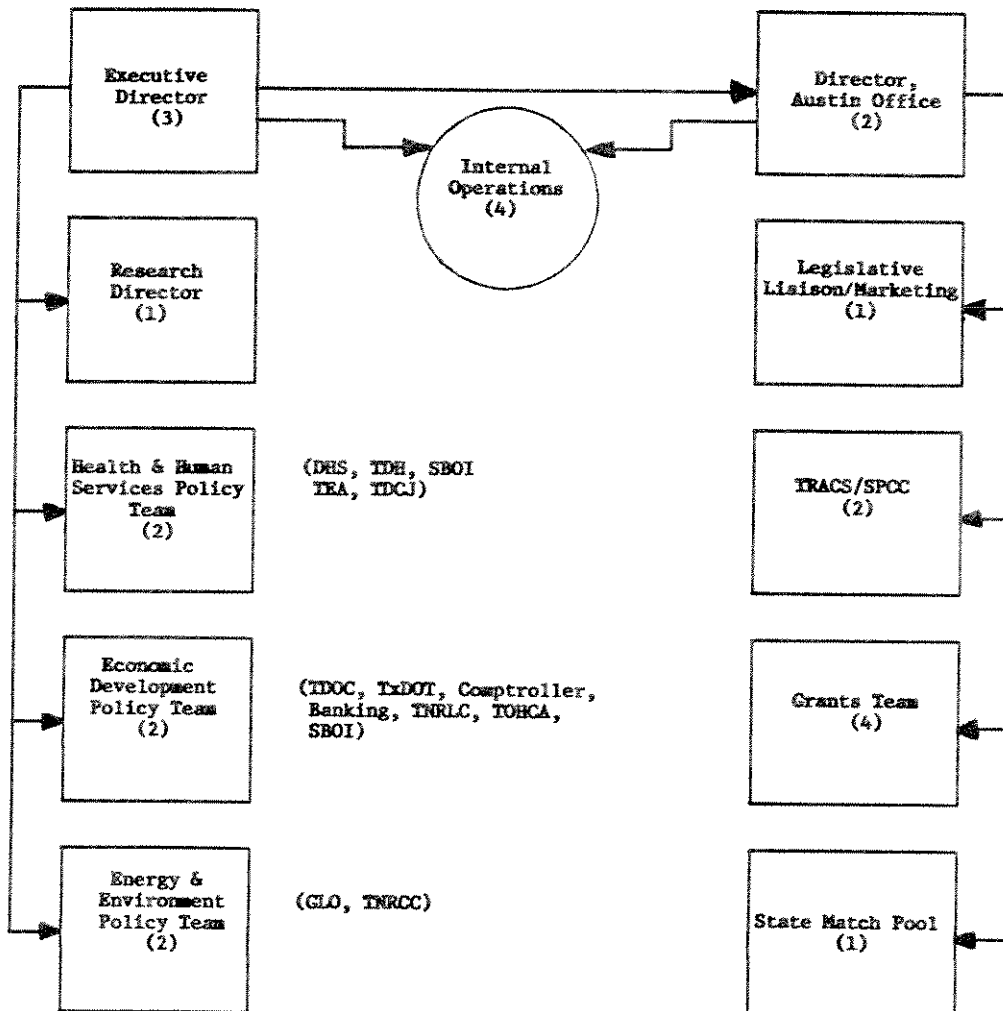 Executive
Director
(3)
Director,
Austin Office
(2)
Internal
Operations
(4)
Research
Director
(1)
Legislative
Liaison/Marketing
(1)
Health & Human
Services Policy
Team
(2)
(DHS, TDH, SBOI
TEA, TDCJ)
TRACS/SPCC
(2)
Economic
Development
Policy Team
(2)
(TDOC, TxDOT, Comptroller,
Banking, TNRLC, TOHCA,
SBOI)
Grants Team
(4)
Energy &
Environment
Policy Team
(2)
(GLO, TNRCC)
State Match Pool
(1)